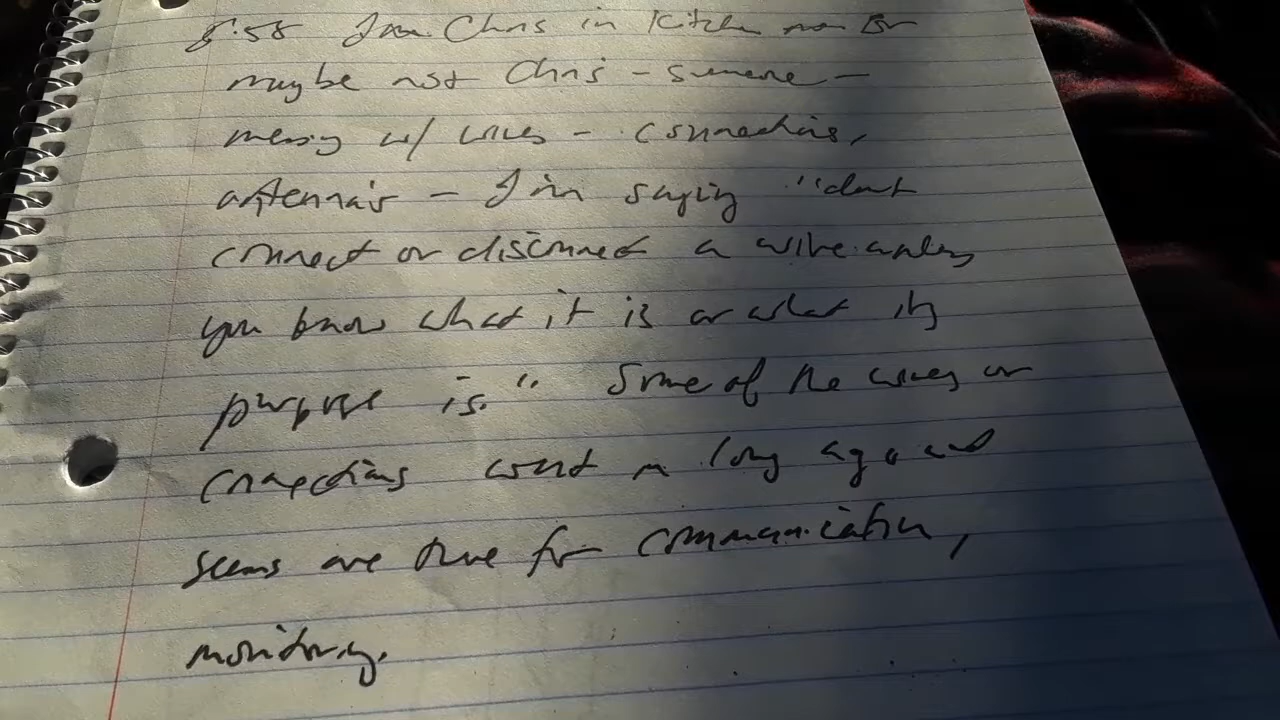 8:58 Chris in Kitchen
maybe not Chris - someone -
messing w/ wires - connections,
antennas - I'm saying "dont
connect or disconnect a wire unless
you know what it is or what its
purpose is." Some of the wires or
connections went in long ago and
seems are there for communication,
monitoring.